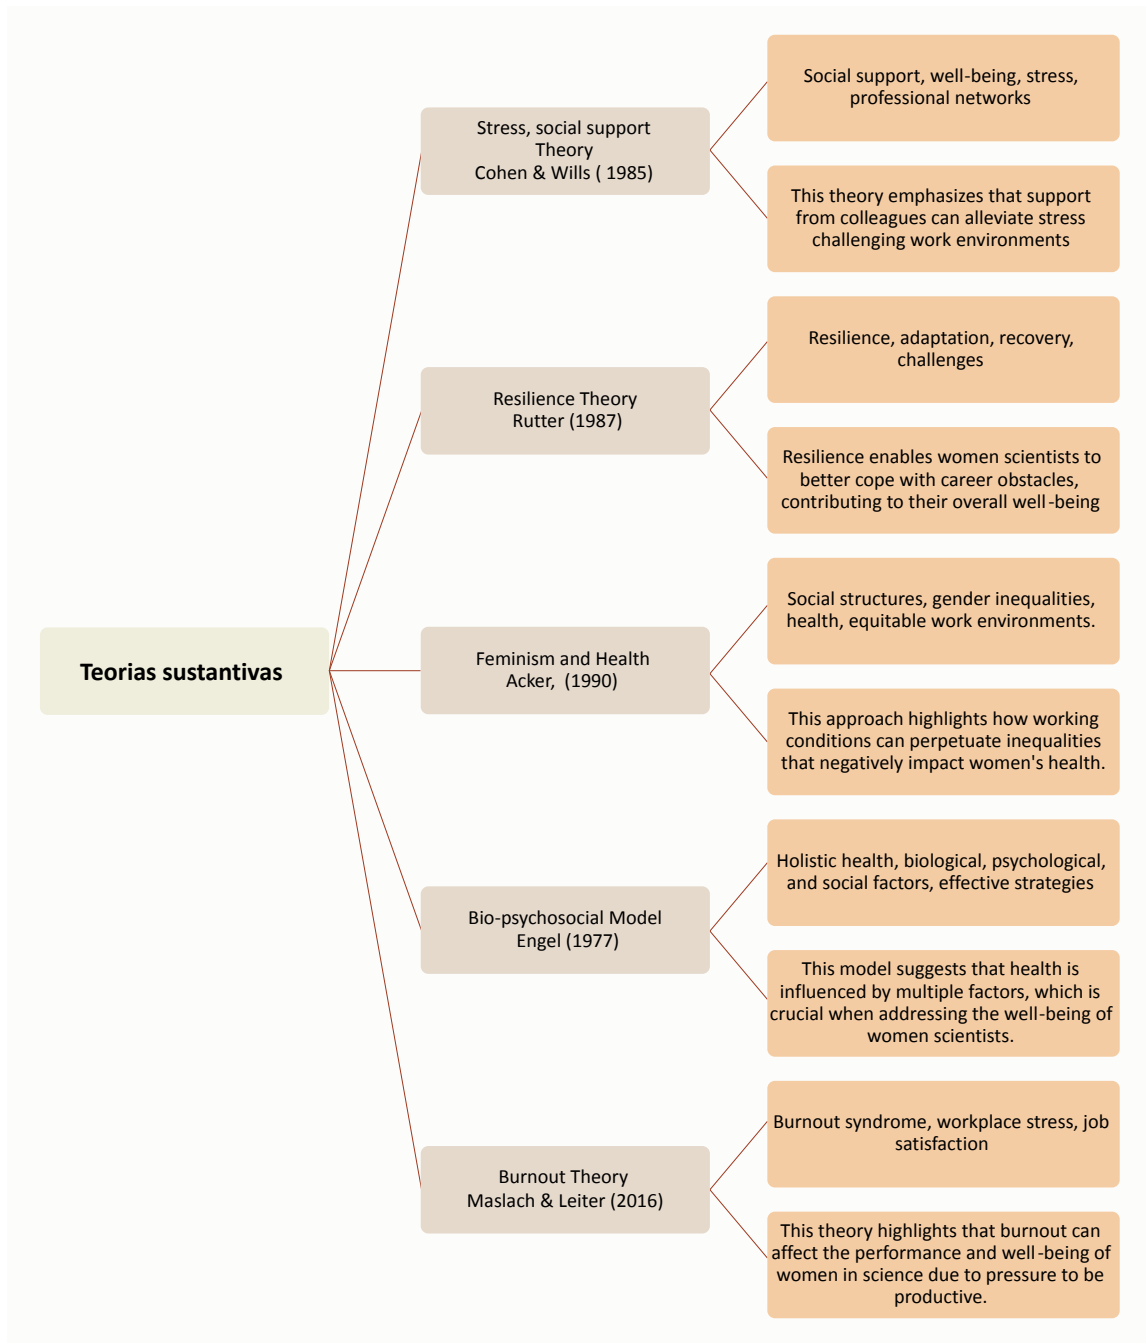 Teorias sustantivas
Stress, social support
Theory
Cohen & Wills ( 1985)
Social support, well-being, stress,
professional networks
This theory emphasizes that support
from colleagues can alleviate stress
challenging work environments
Resilience Theory
Rutter (1987)
Resilience, adaptation, recovery,
challenges
Resilience enables women scientists to
better cope with career obstacles,
contributing to their overall well-being
Feminism and Health
Acker, (1990)
Social structures, gender inequalities,
health, equitable work environments.
This approach highlights how working
conditions can perpetuate inequalities
that negatively impact women's health.
Bio-psychosocial Model
Engel (1977)
Holistic health, biological, psychological,
and social factors, effective strategies
This model suggests that health is
influenced by multiple factors, which is
crucial when addressing the well-being of
women scientists.
Burnout Theory
Maslach & Leiter (2016)
Burnout syndrome, workplace stress, job
satisfaction
This theory highlights that burnout can
affect the performance and well-being of
women in science due to pressure to be
productive.